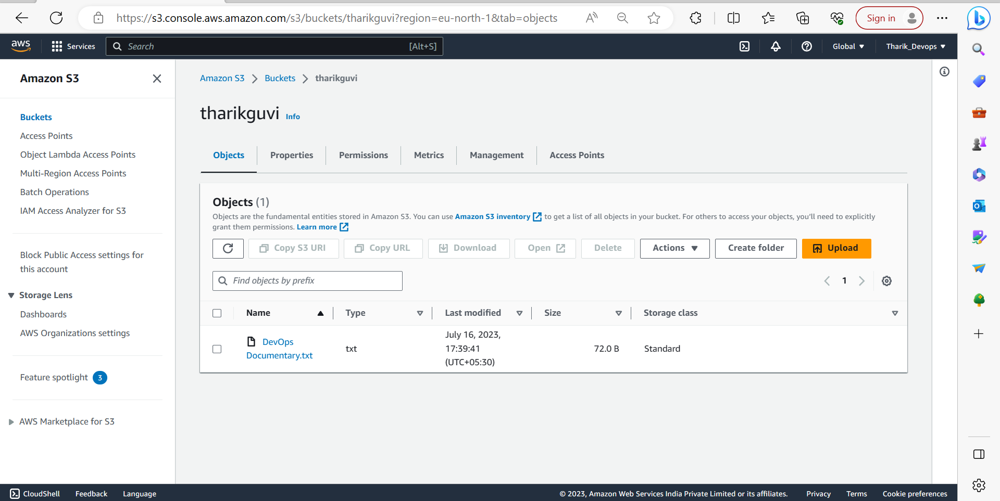 https://s3.console.aws.amazon.com/s3/buckets/tharikguvi?region=eu-north-1&tab=objects
A
Sign in
aws
Services
Search
[Alt+S]
Global
Tharik_Devops
Amazon S3
Buckets
Access Points
Object Lambda Access Points
Multi-Region Access Points
Batch Operations
IAM Access Analyzer for S3
Block Public Access settings for
this account
Storage Lens
Dashboards
AWS Organizations settings
Feature spotlight 3
AWS Marketplace for S3
Amazon S3 Buckets tharikguvi
tharikguvi Info
Objects
Properties
Permissions
Metrics
Management
Access Points
Objects (1)
Objects are the fundamental entities stored in Amazon S3. You can use Amazon S3 inventory to get a list of all objects in your bucket. For others to access your objects, you'll need to explicitly
grant them permissions. Learn more
Copy S3 URI
Copy URL
Download
Open
Delete
Actions
Create folder
Upload
Find objects by prefix
1
Name
Type
Last modified
Size
Storage class
DevOps
Documentary.txt
txt
July 16, 2023,
17:39:41
(UTC+05:30)
72.0 B
Standard
CloudShell
Feedback
Language
© 2023, Amazon Web Services India Private Limited or its affiliates.
Privacy
Terms
Cookie preferences